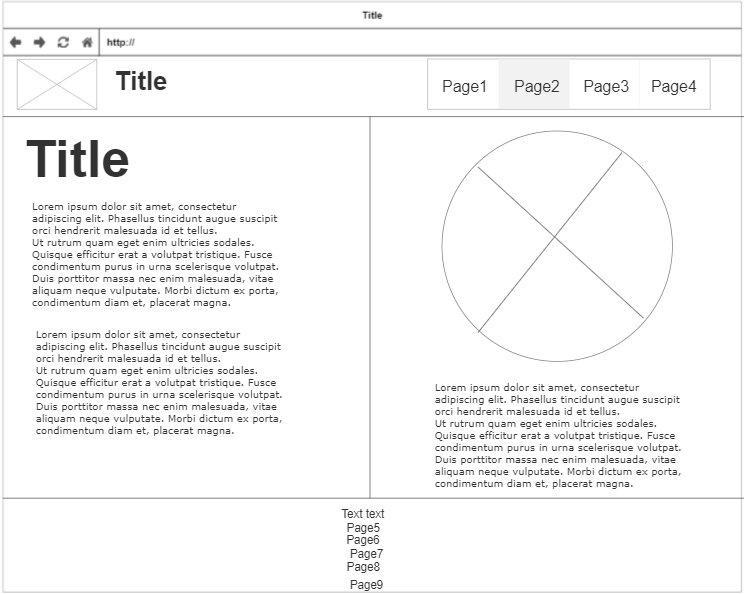 Title
http://
Title
Page1 Page2 Page3 Page4
Title
Lorem ipsum dolor sit amet, consectetur
adipiscing elit. Phasellus tincidunt augue suscipit
orci hendrerit malesuada id et tellus.
Ut rutrum quam eget enim ultricies sodales.
Quisque efficitur erat a volutpat tristique. Fusce
condimentum purus in urna scelerisque volutpat.
Duis porttitor massa nec enim malesuada, vitae
aliquam neque vulputate. Morbi dictum ex porta,
condimentum diam et, placerat magna.
Lorem ipsum dolor sit amet, consectetur
adipiscing elit. Phasellus tincidunt augue suscipit
orci hendrerit malesuada id et tellus.
Ut rutrum quam eget enim ultricies sodales.
Quisque efficitur erat a volutpat tristique. Fusce
condimentum purus in urna scelerisque volutpat.
Duis porttitor massa nec enim malesuada, vitae
aliquam neque vulputate. Morbi dictum ex porta,
condimentum diam et, placerat magna.
Lorem ipsum dolor sit amet, consectetur
adipiscing elit. Phasellus tincidunt augue suscipit
orci hendrerit malesuada id et tellus.
Ut rutrum quam eget enim ultricies sodales.
Quisque efficitur erat a volutpat tristique. Fusce
condimentum purus in urna scelerisque volutpat.
Duis porttitor massa nec enim malesuada, vitae
aliquam neque vulputate. Morbi dictum ex porta,
condimentum diam et, placerat magna.
Text text
Page5
Page6
Page7
Page8
Page9